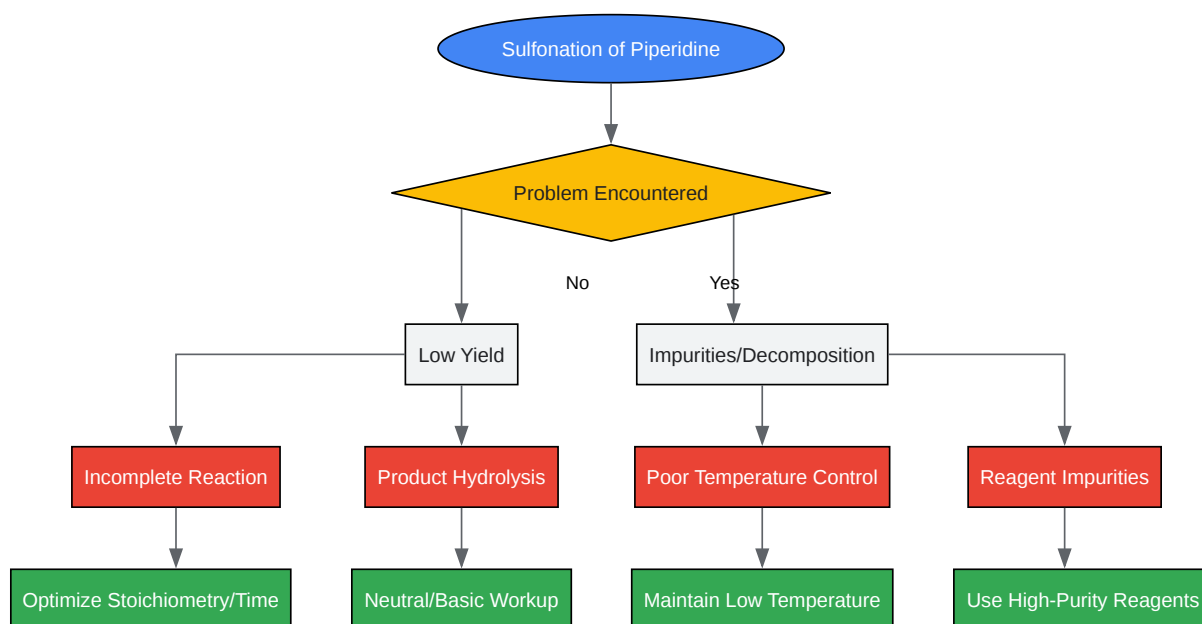 Sulfonation of Piperidine
Problem Encountered
No
Yes
Low Yield
Impurities/Decomposition
Incomplete Reaction
Product Hydrolysis
Poor Temperature Control
Reagent Impurities
Optimize Stoichiometry/Time
Neutral/Basic Workup
Maintain Low Temperature
Use High-Purity Reagents